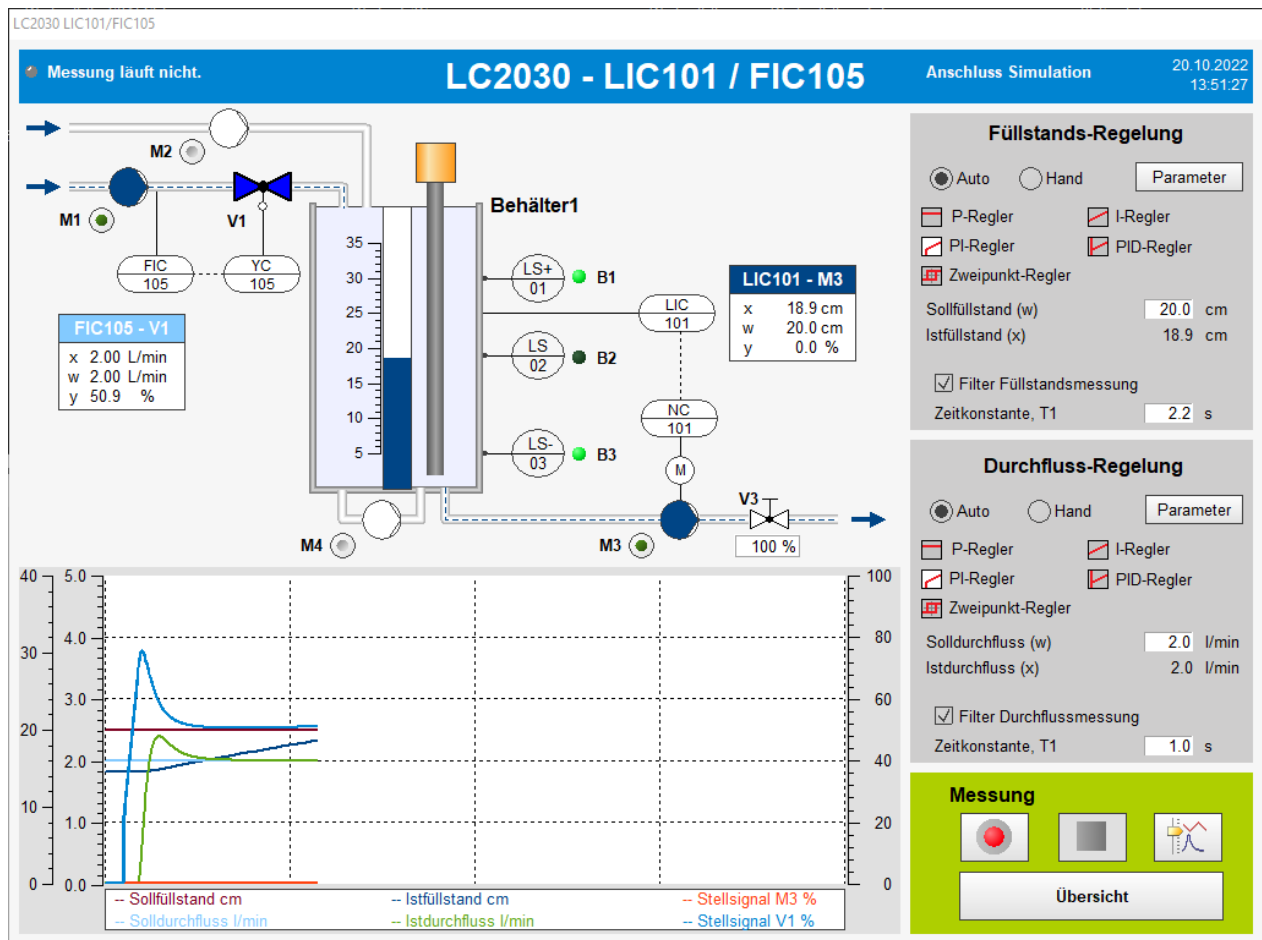 LC2030 LIC101/FIC105
Messung läuft nicht.
LC2030 - LIC101 / FIC105
Anschluss Simulation
20.10.2022
13:51:27
M2
M1
V1
FIC
105
YC
105
FIC105 - V1
x 2.00 L/min
w 2.00 L/min
y 50.9 %
Behälter1
35
30
25
20
15
10
5
LS+
01
B1
LS
02
B2
LS-
03
B3
LIC
101
LIC101 - M3
x 18.9 cm
w 20.0 cm
y 0.0 %
NC
101
M
V3
M4
M3
100 %
Füllstands-Regelung
Auto Hand Parameter
P-Regler I-Regler
PI-Regler PID-Regler
Zweipunkt-Regler
Sollfüllstand (w) 20.0 cm
Istfüllstand (x) 18.9 cm
Filter Füllstandsmessung
Zeitkonstante, T1 2.2 s
Durchfluss-Regelung
Auto Hand Parameter
P-Regler I-Regler
PI-Regler PID-Regler
Zweipunkt-Regler
Solldurchfluss (w) 2.0 l/min
Istdurchfluss (x) 2.0 l/min
Filter Durchflussmessung
Zeitkonstante, T1 1.0 s
Messung
Übersicht
40
30
20
10
0
5.0
4.0
3.0
2.0
1.0
0.0
100
80
60
40
20
0
-- Sollfüllstand cm -- Istfüllstand cm -- Stellsignal M3 %
-- Solldurchfluss l/min -- Istdurchfluss l/min -- Stellsignal V1 %